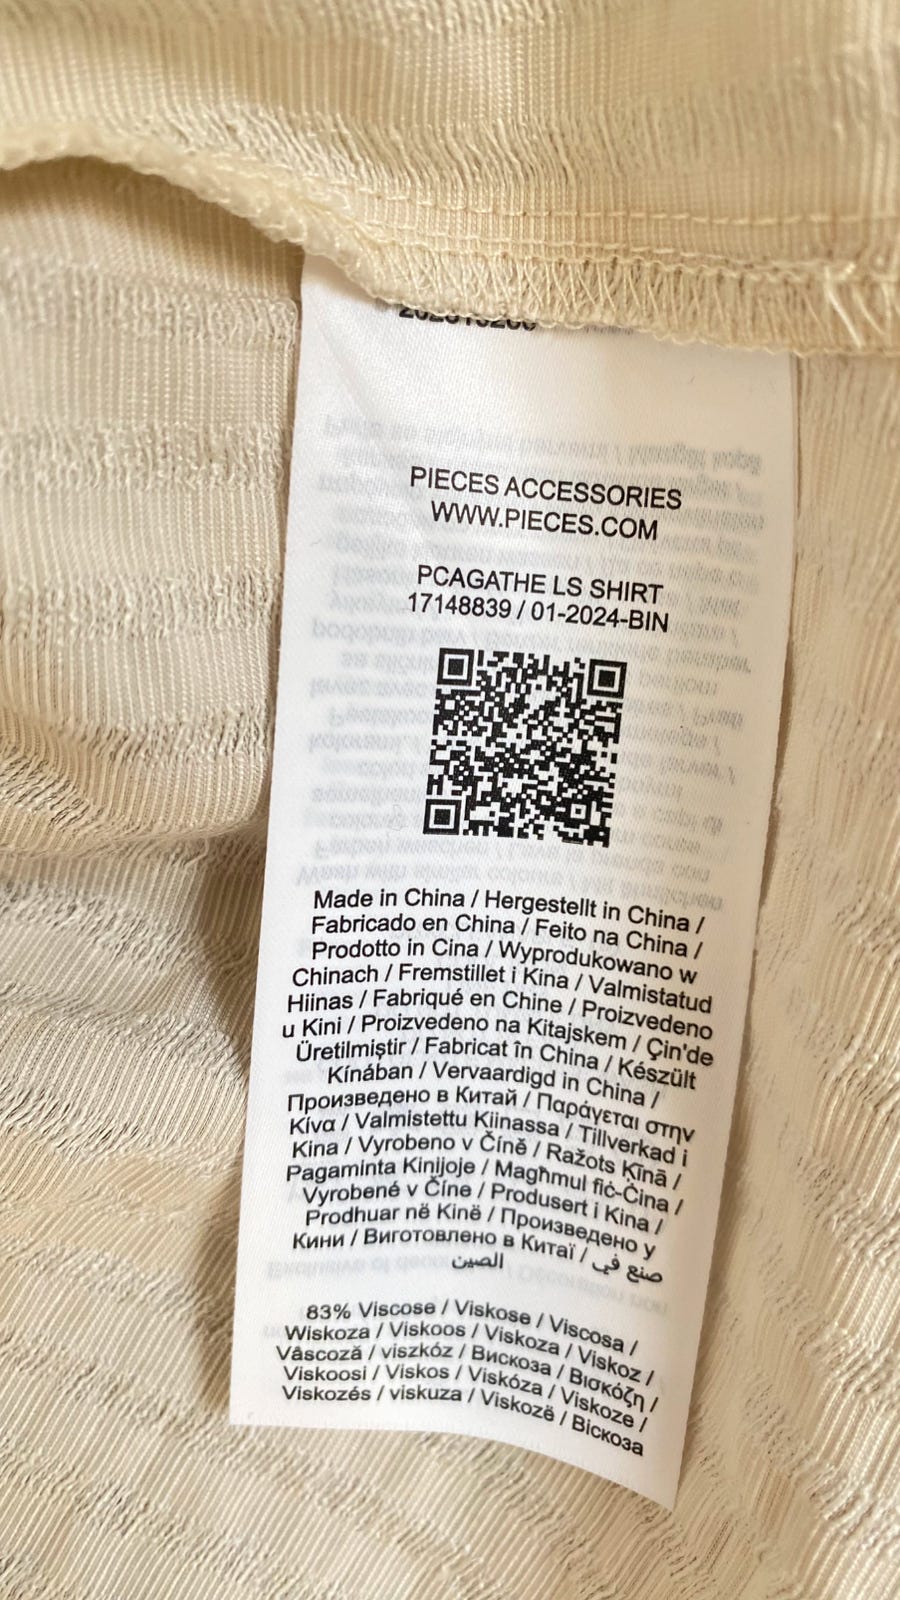 PIECES ACCESSORIES
WWW.PIECES.COM
PCAGATHE LS SHIRT
17148839 / 01-2024-BIN
Made in China / Hergestellt in China /
Fabricado en China / Feito na China /
Prodotto in Cina / Wyprodukowano w
Chinach / Fremstillet i Kina / Valmistatud
Hiinas / Fabriqué en Chine / Proizvedeno
u Kini / Proizvedeno na Kitajskem / Çin'de
Üretilmiştir / Fabricat în China / Készült
Kínában / Vervaardigd in China /
Произведено в Китай / Παράγεται στην
Κίνα / Valmistettu Kiinassa / Tillverkad i
Kina / Vyrobeno v Číně / Ražots Ķīnā /
Pagaminta Kinijoje / Magħmul fiċ-Ċina /
Vyrobené v Číne / Produsert i Kina /
Prodhuar në Kinë / Произведено у
Кини / Виготовлено в Китаї / صنع في
الصين
83% Viscose / Viskose / Viscosa /
Wiskoza / Viskoos / Viskoza / Viskoz /
Vâscoză / viszkóz / Вискоза / Βισκόζη /
Viskoosi / Viskos / Viskóza / Viskoze /
Viskozės / viskuza / Viskozë / Віскоза